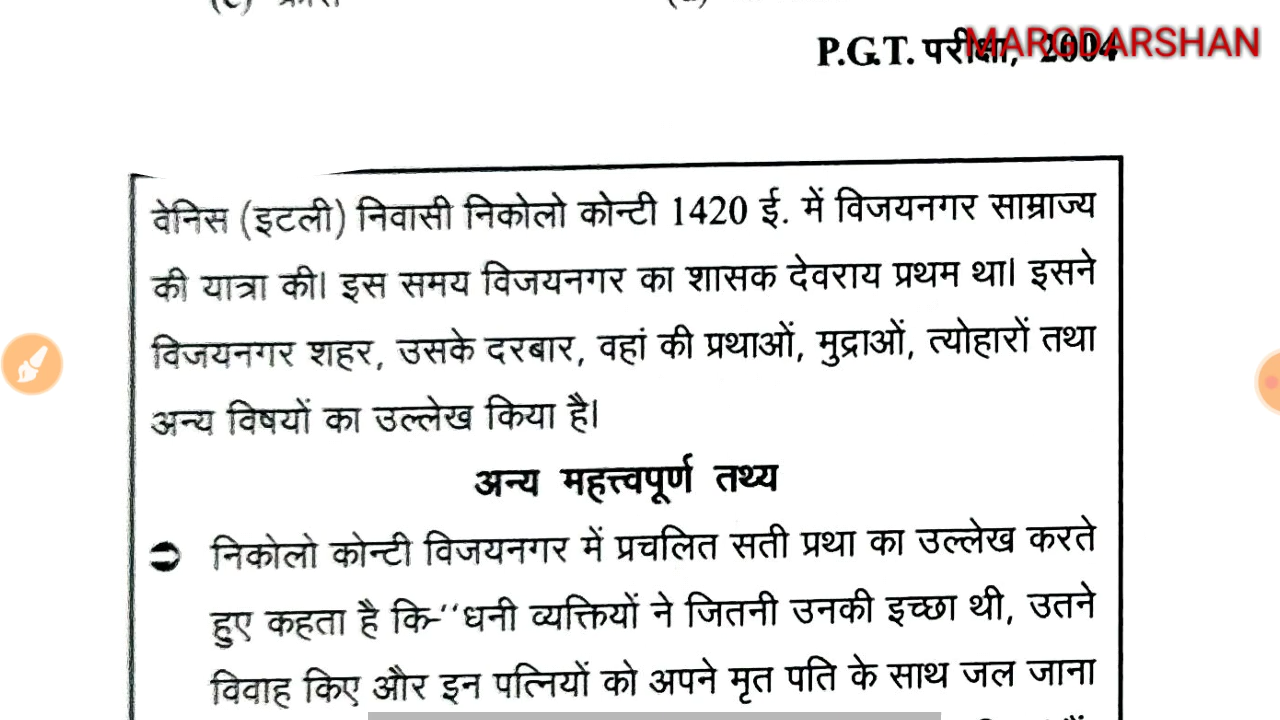 P.G.T. परीक्षा, 2004
MARGDARSHAN
वेनिस (इटली) निवासी निकोलो कोन्टी 1420 ई. में विजयनगर साम्राज्य
की यात्रा की। इस समय विजयनगर का शासक देवराय प्रथम था। इसने
विजयनगर शहर, उसके दरबार, वहां की प्रथाओं, मुद्राओं, त्योहारों तथा
अन्य विषयों का उल्लेख किया है।
अन्य महत्त्वपूर्ण तथ्य
निकोलो कोन्टी विजयनगर में प्रचलित सती प्रथा का उल्लेख करते
हुए कहता है कि-‘‘धनी व्यक्तियों ने जितनी उनकी इच्छा थी, उतने
विवाह किए और इन पत्नियों को अपने मृत पति के साथ जल जाना